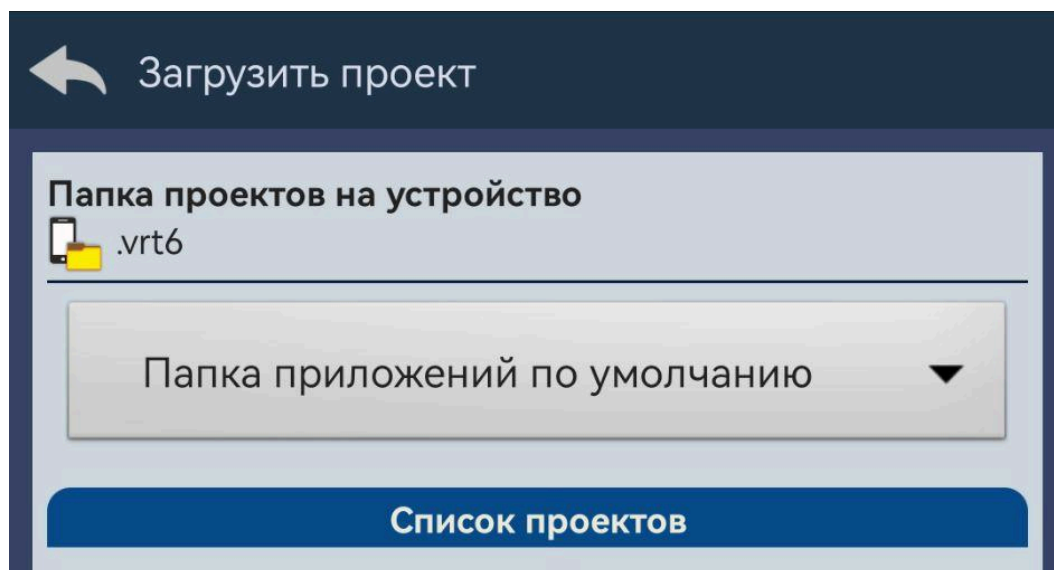 Загрузить проект
Папка проектов на устройство
.vrt6
Папка приложений по умолчанию
Список проектов